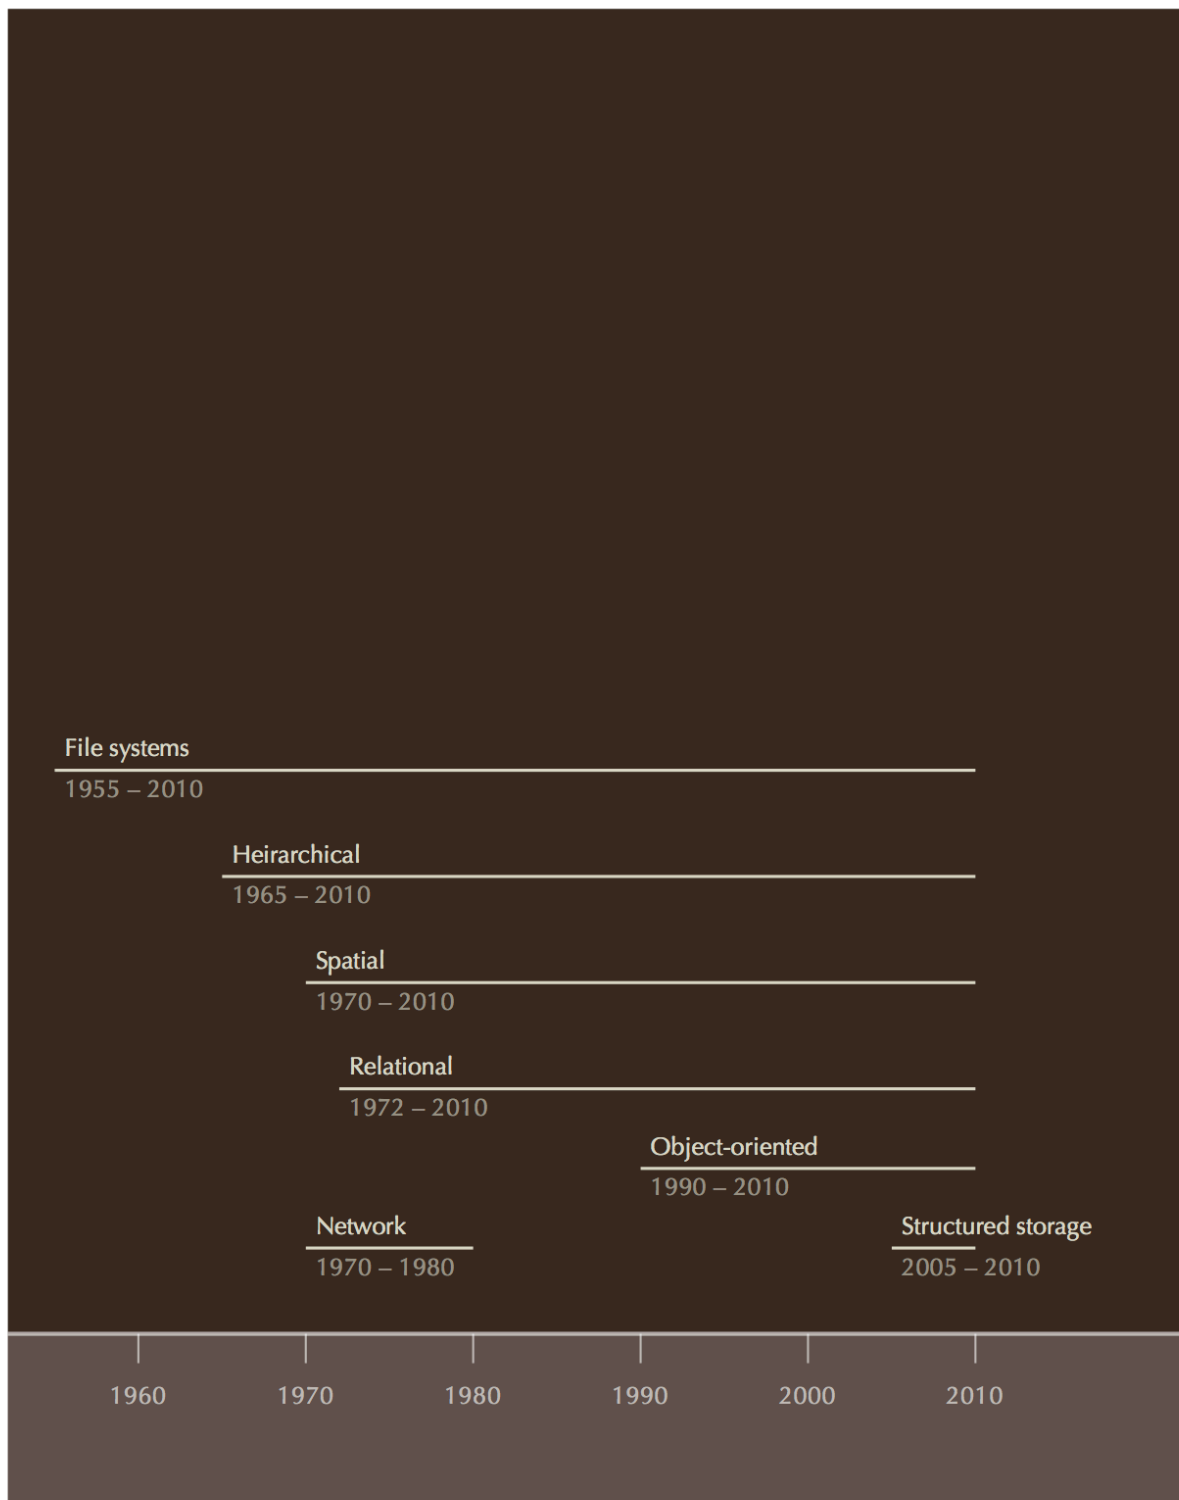 File systems
1955 – 2010
Heirarchical
1965 – 2010
Spatial
1970 – 2010
Relational
1972 – 2010
Object-oriented
1990 – 2010
Network
1970 – 1980
Structured storage
2005 – 2010
1960 1970 1980 1990 2000 2010